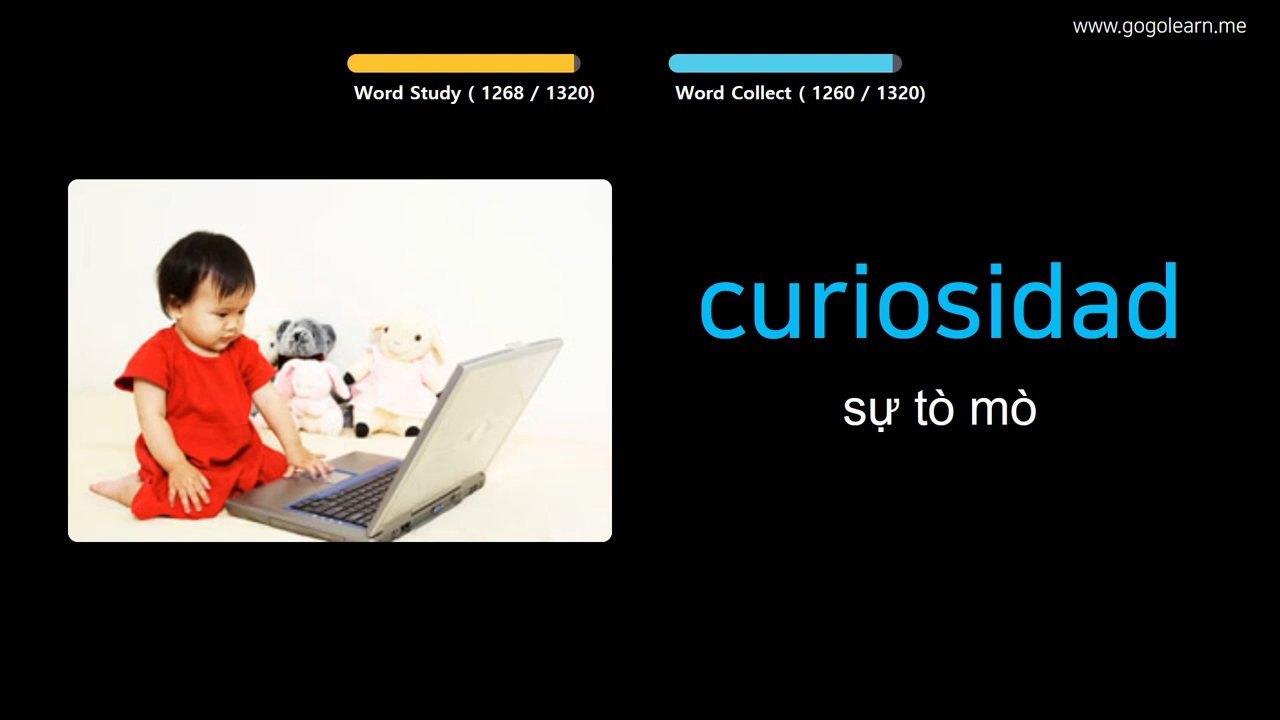 www.gogolearn.me
Word Study ( 1268 / 1320)
Word Collect ( 1260 / 1320)
curiosidad
sự tò mò